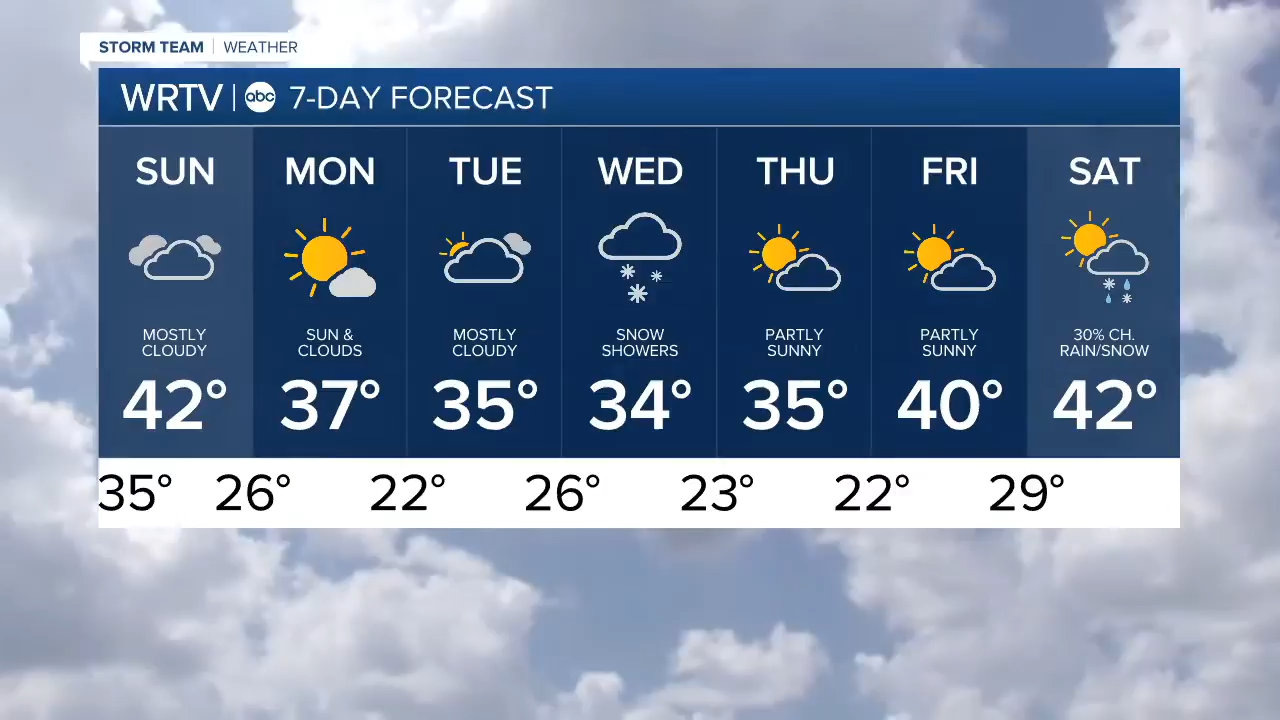 STORM TEAM | WEATHER
WRTV | abc 7-DAY FORECAST
SUN MON TUE WED THU FRI SAT
MOSTLY CLOUDY
SUN & CLOUDS
MOSTLY CLOUDY
SNOW SHOWERS
PARTLY SUNNY
PARTLY SUNNY
30% CH. RAIN/SNOW
42° 37° 35° 34° 35° 40° 42°
35° 26° 22° 26° 23° 22° 29°